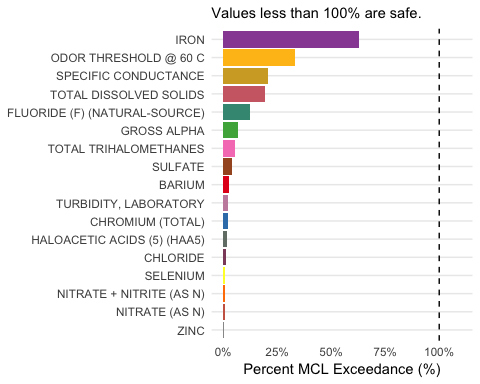 Values less than 100% are safe.
IRON
ODOR THRESHOLD @ 60 C
SPECIFIC CONDUCTANCE
TOTAL DISSOLVED SOLIDS
FLUORIDE (F) (NATURAL-SOURCE)
GROSS ALPHA
TOTAL TRIHALOMETHANES
SULFATE
BARIUM
TURBIDITY, LABORATORY
CHROMIUM (TOTAL)
HALOACETIC ACIDS (5) (HAA5)
CHLORIDE
SELENIUM
NITRATE + NITRITE (AS N)
NITRATE (AS N)
ZINC
0% 25% 50% 75% 100%
Percent MCL Exceedance (%)